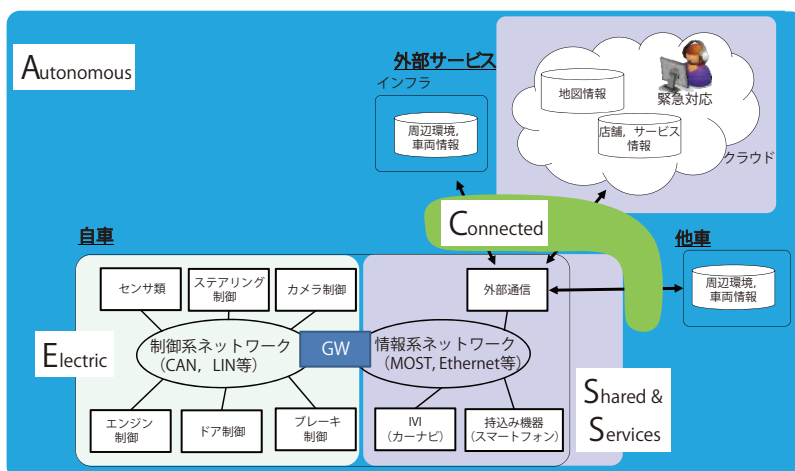 Autonomous
外部サービス
インフラ
周辺環境,
車両情報
地図情報
緊急対応
店舗, サービス
情報
クラウド
Connected
自車
他車
センサ類
ステアリング
制御
カメラ制御
外部通信
周辺環境,
車両情報
Electric
制御系ネットワーク
（CAN, LIN等）
GW
情報系ネットワーク
（MOST, Ethernet等）
エンジン
制御
ドア制御
ブレーキ
制御
IVI
（カーナビ）
持込み機器
（スマートフォン）
Shared &
Services